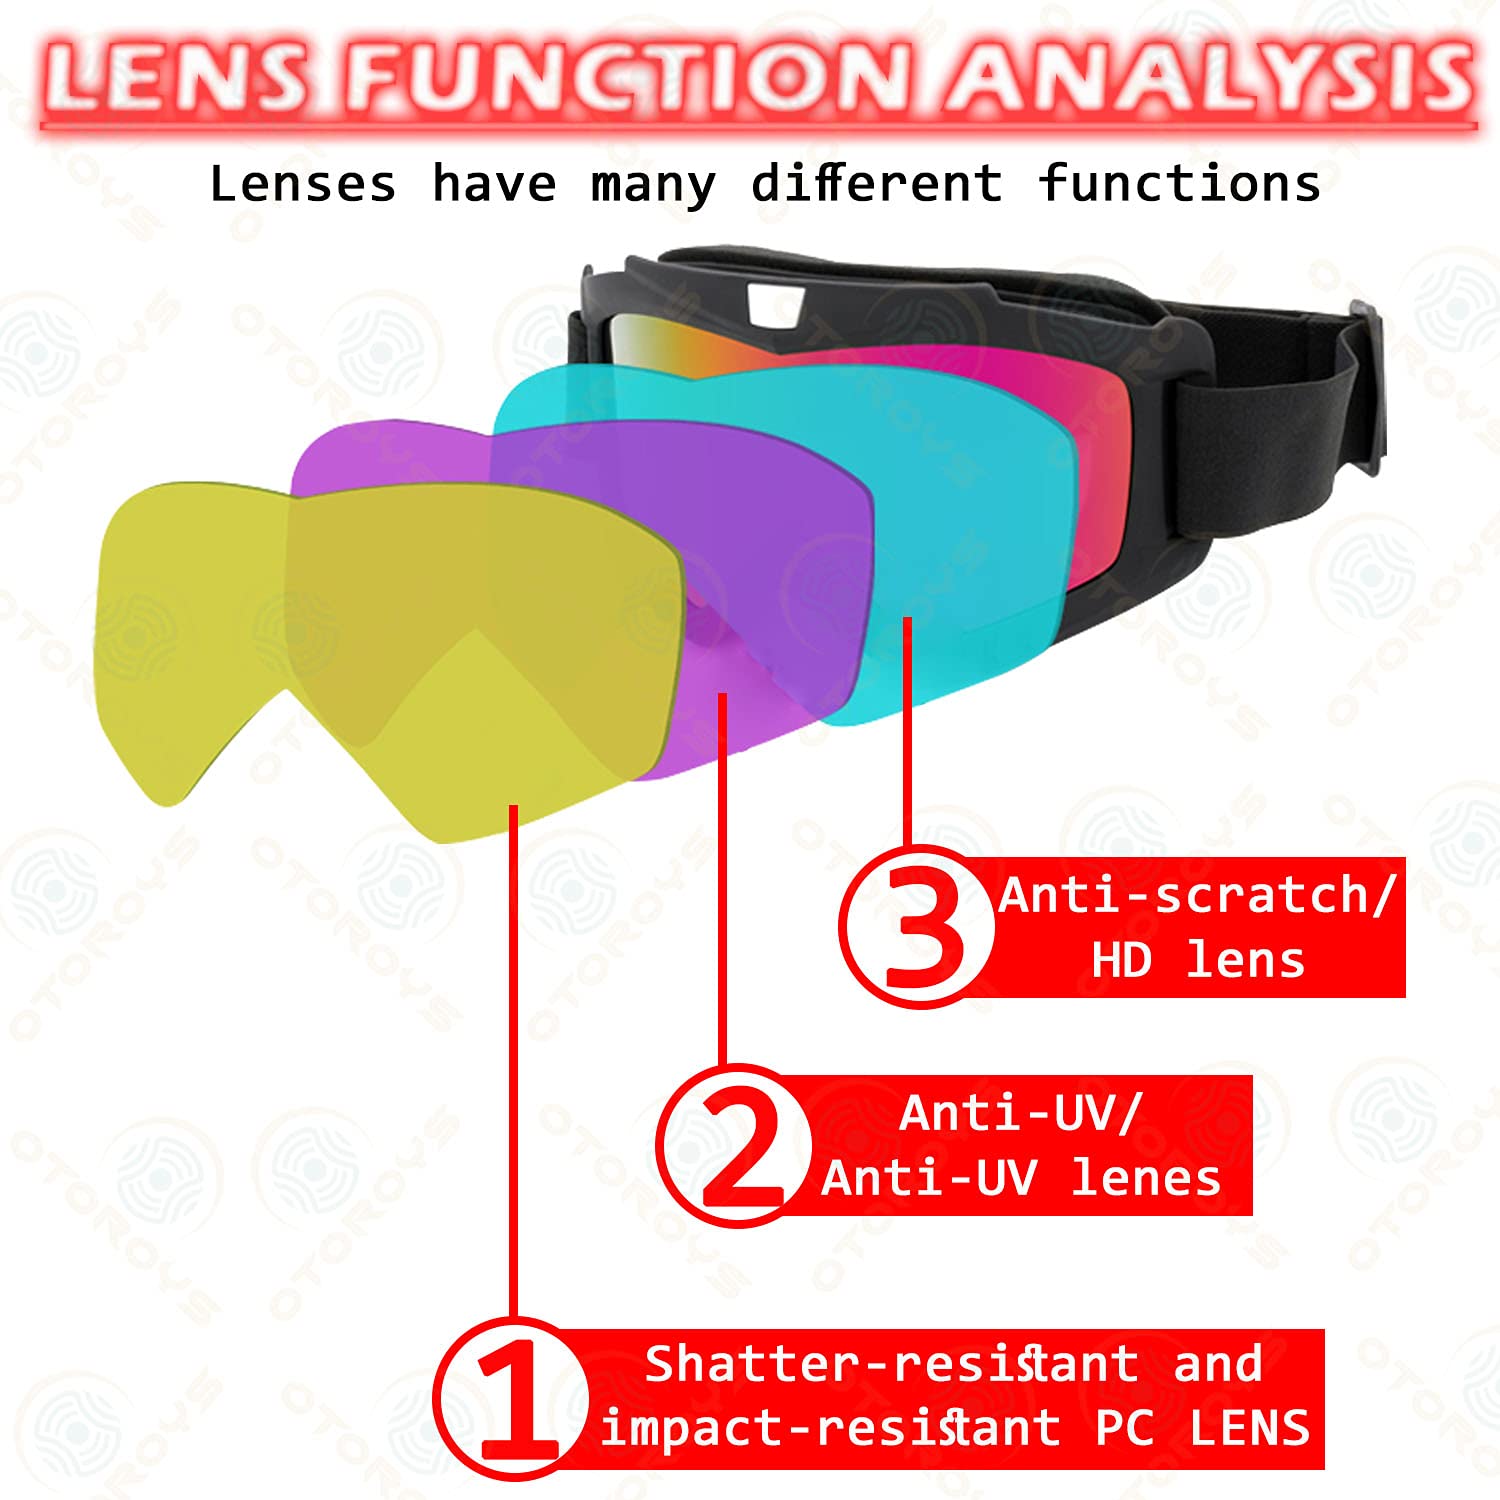 LENS FUNCTION ANALYSIS
Lenses have many different functions
3
Anti-scratch/
HD lens
2
Anti-UV/
Anti-UV lenes
1
Shatter-resistant and
impact-resistant PC LENS
OTOROYS